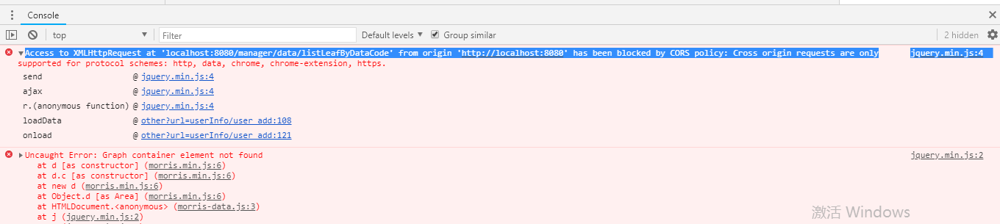 Console
top
Filter
Default levels
Group similar
2 hidden
Access to XMLHttpRequest at 'localhost:8080/manager/data/listLeafByDataCode' from origin 'http://localhost:8080' has been blocked by CORS policy: Cross origin requests are only jquery.min.js:4
supported for protocol schemes: http, data, chrome, chrome-extension, https.
send @ jquery.min.js:4
ajax @ jquery.min.js:4
r.(anonymous function) @ jquery.min.js:4
loadData @ other?url=userInfo/user add:108
onload @ other?url=userInfo/user add:121
Uncaught Error: Graph container element not found jquery.min.js:2
at d [as constructor] (morris.min.js:6)
at d.c [as constructor] (morris.min.js:6)
at new d (morris.min.js:6)
at Object.d [as Area] (morris.min.js:6)
at HTMLDocument.<anonymous> (morris-data.js:3)
at j (jquery.min.js:2)
激活 Windows